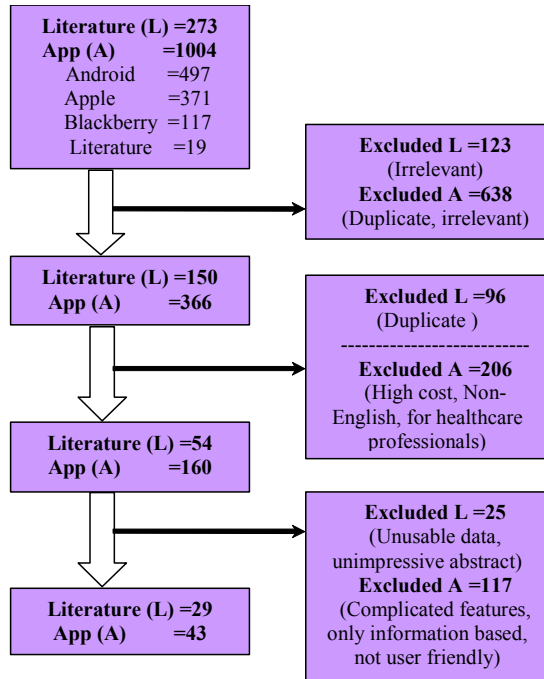 Literature (L) =273
App (A) =1004
Android =497
Apple =371
Blackberry =117
Literature =19
Excluded L =123
(Irrelevant)
Excluded A =638
(Duplicate, irrelevant)
Literature (L) =150
App (A) =366
Excluded L =96
(Duplicate )
---------------------------
Excluded A =206
(High cost, Non-
English, for healthcare
professionals)
Literature (L) =54
App (A) =160
Excluded L =25
(Unusable data,
unimpressive abstract)
Excluded A =117
(Complicated features,
only information based,
not user friendly)
Literature (L) =29
App (A) =43